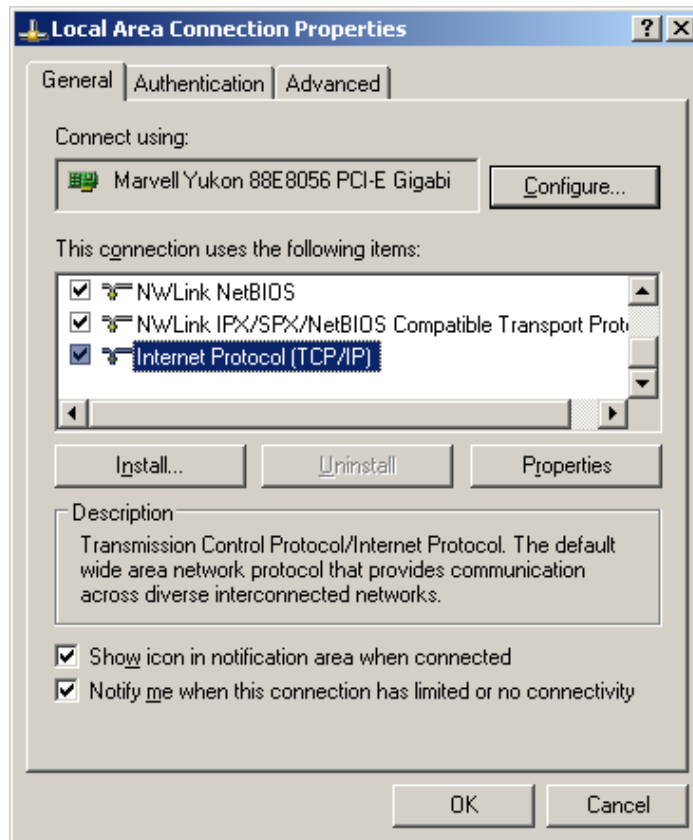 Local Area Connection Properties
General Authentication Advanced
Connect using:
Marvell Yukon 88E8056 PCI-E Gigabi
Configure...
This connection uses the following items:
NWLink NetBIOS
NWLink IPX/SPX/NetBIOS Compatible Transport Prot
Internet Protocol (TCP/IP)
Install... Uninstall Properties
Description
Transmission Control Protocol/Internet Protocol. The default
wide area network protocol that provides communication
across diverse interconnected networks.
Show icon in notification area when connected
Notify me when this connection has limited or no connectivity
OK Cancel